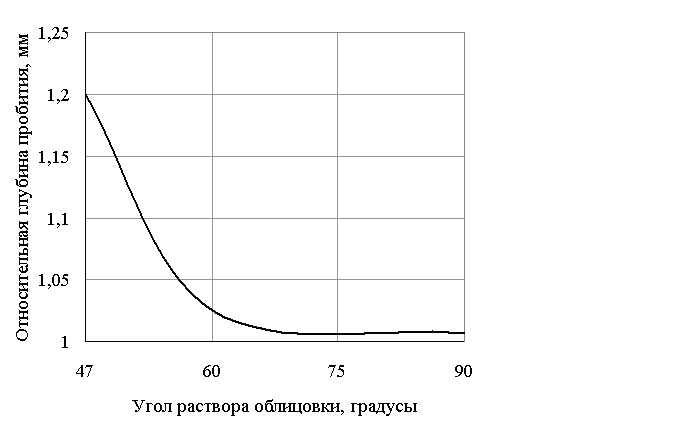 Относительная глубина пробития, мм
1,25
1,2
1,15
1,1
1,05
1
47 60 75 90
Угол раствора облицовки, градусы